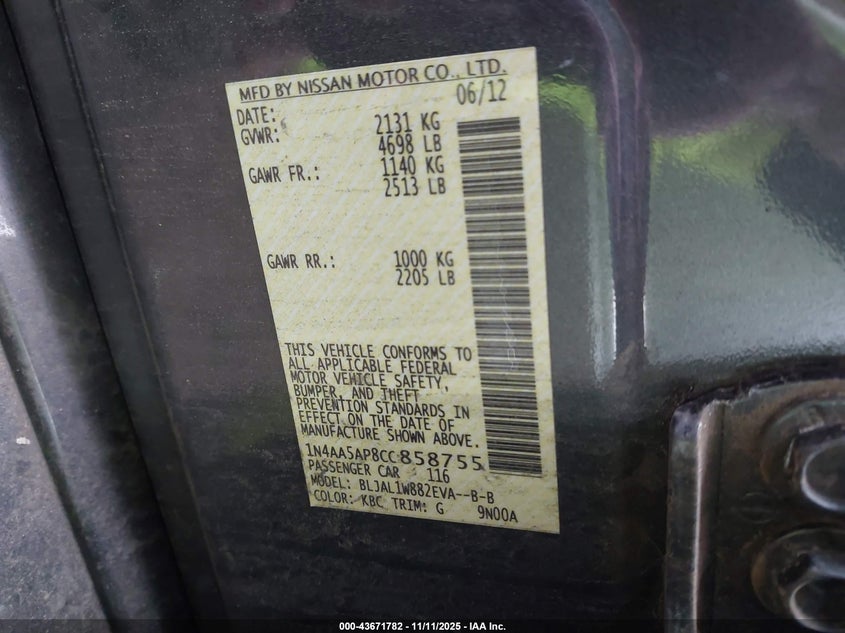 MFD BY NISSAN MOTOR CO., LTD.
DATE: 06/12
GVWR: 2131 KG
4698 LB
GAWR FR.: 1140 KG
2513 LB
GAWR RR.: 1000 KG
2205 LB
THIS VEHICLE CONFORMS TO
ALL APPLICABLE FEDERAL
MOTOR VEHICLE SAFETY,
BUMPER, AND THEFT
PREVENTION STANDARDS IN
EFFECT ON THE DATE OF
MANUFACTURE SHOWN ABOVE.
1N4AA5AP8CC858755
PASSENGER CAR 116
MODEL: BLJAL1W882EVA--B-B
COLOR: KBC TRIM: G 9N00A
000-43671782 - 11/11/2025 - IAA Inc.